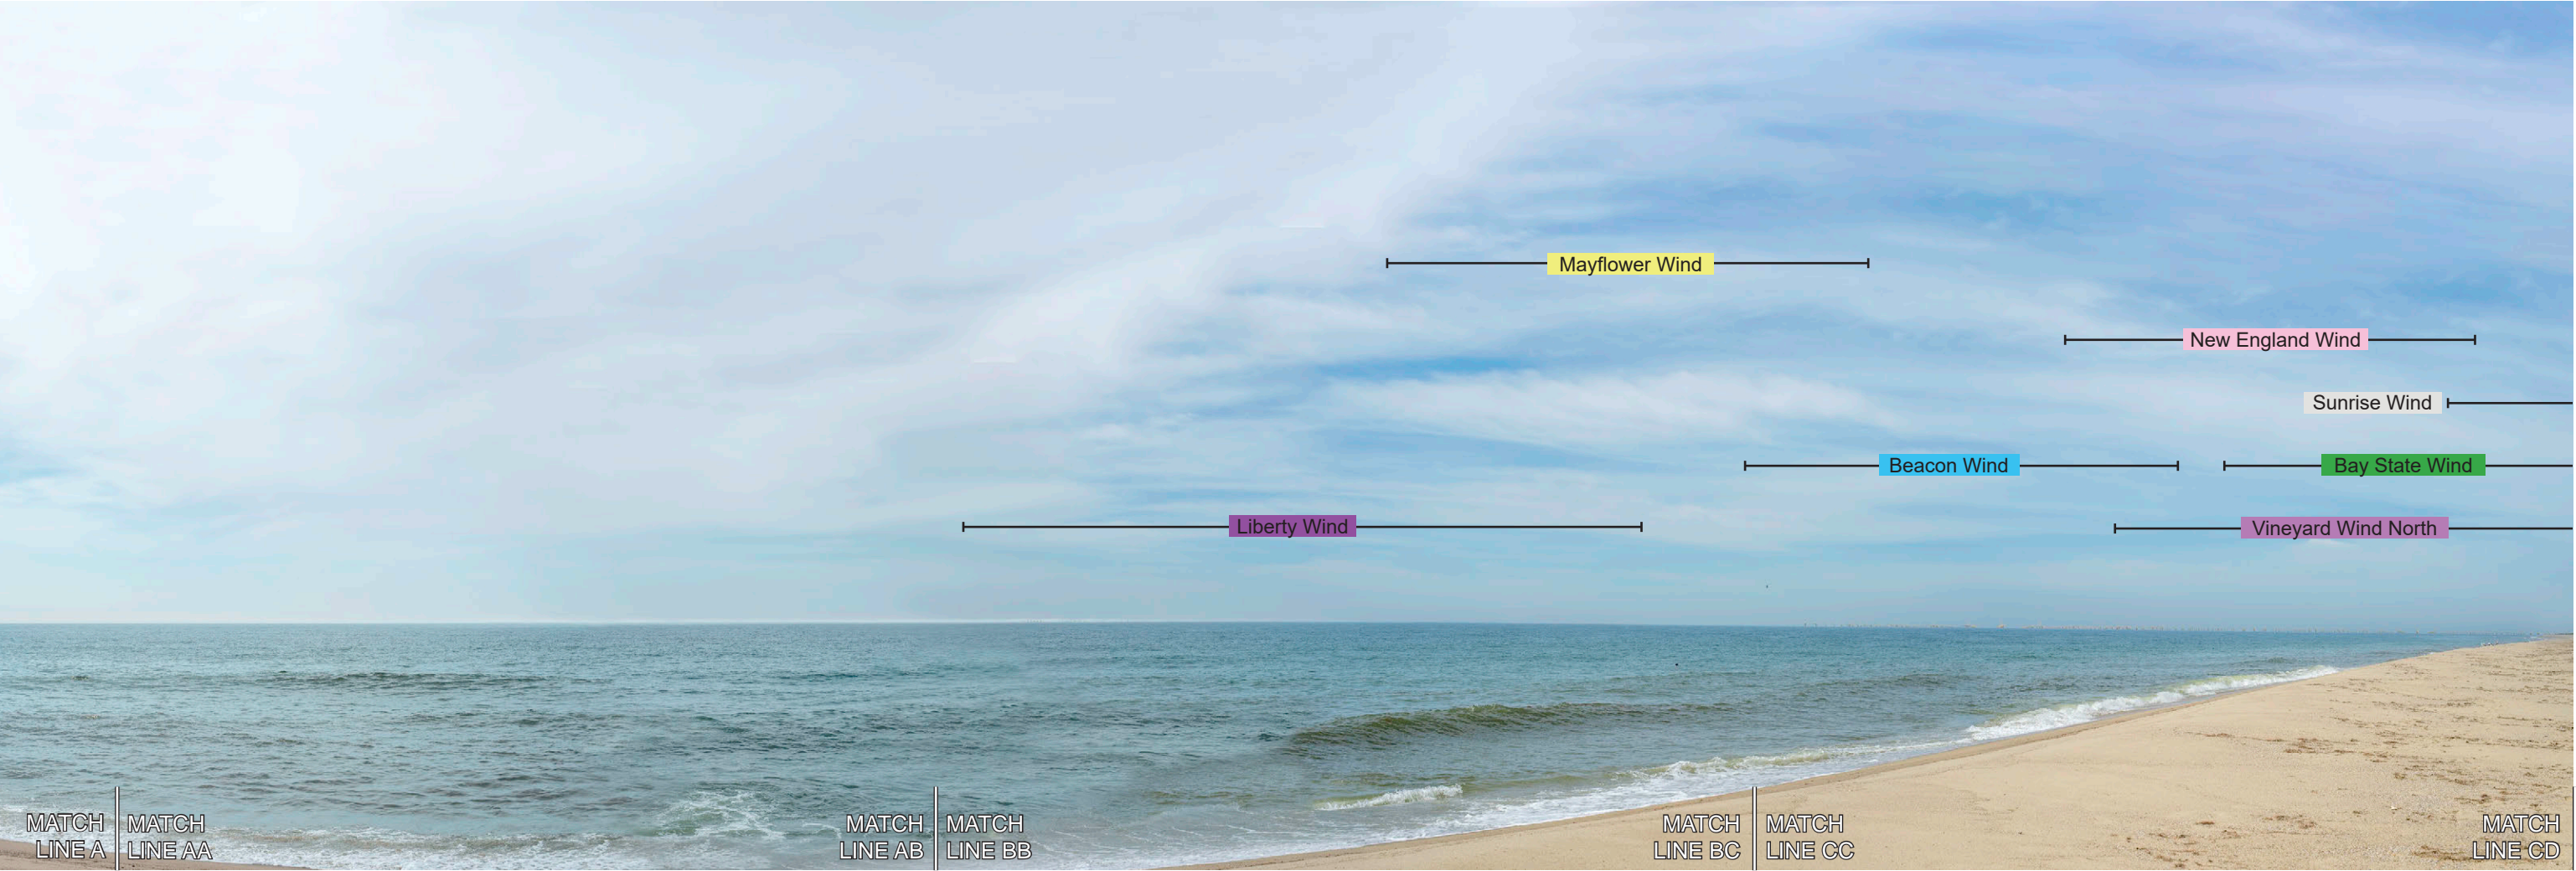 Mayflower Wind
New England Wind
Sunrise Wind
Beacon Wind
Bay State Wind
Liberty Wind
Vineyard Wind North
MATCH
LINE A
MATCH
LINE AA
MATCH
LINE AB
MATCH
LINE BB
MATCH
LINE BC
MATCH
LINE CC
MATCH
LINE CD